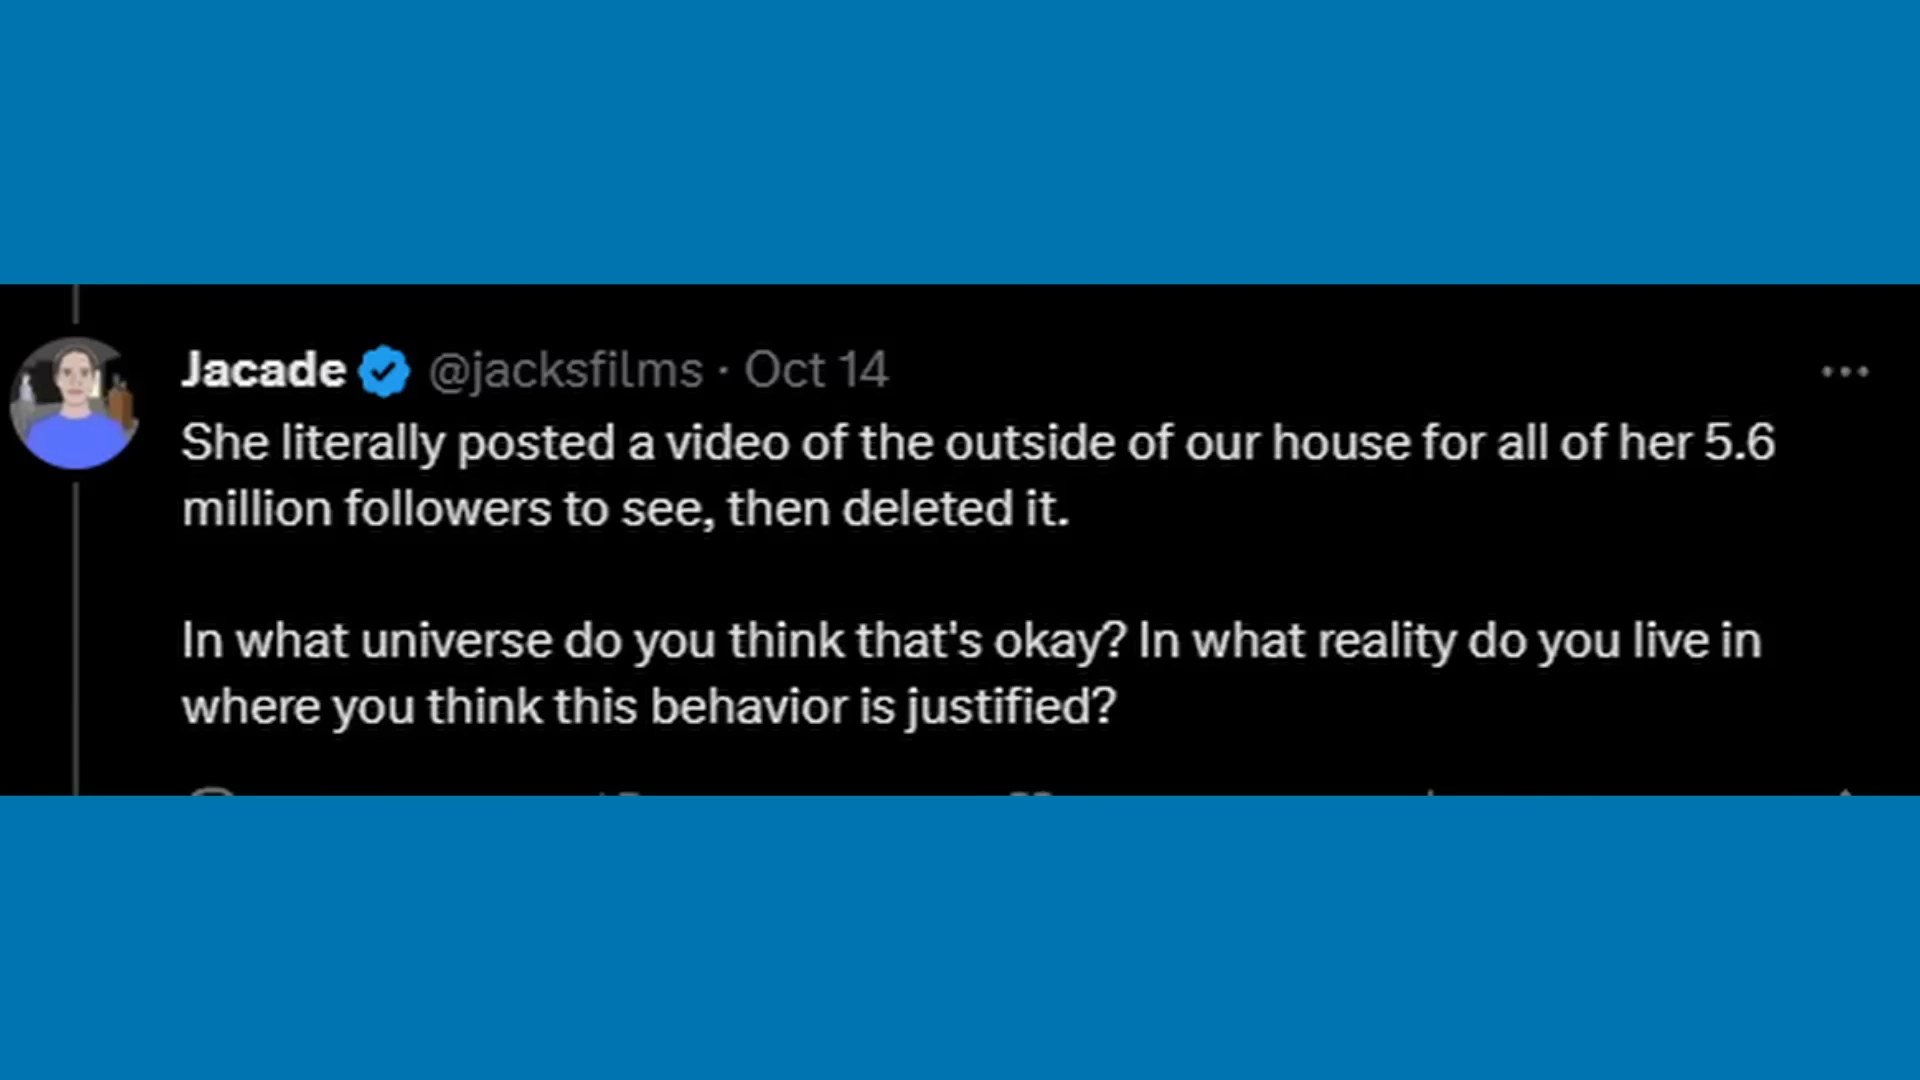 Jacade @jacksfilms · Oct 14
She literally posted a video of the outside of our house for all of her 5.6
million followers to see, then deleted it.
In what universe do you think that's okay? In what reality do you live in
where you think this behavior is justified?